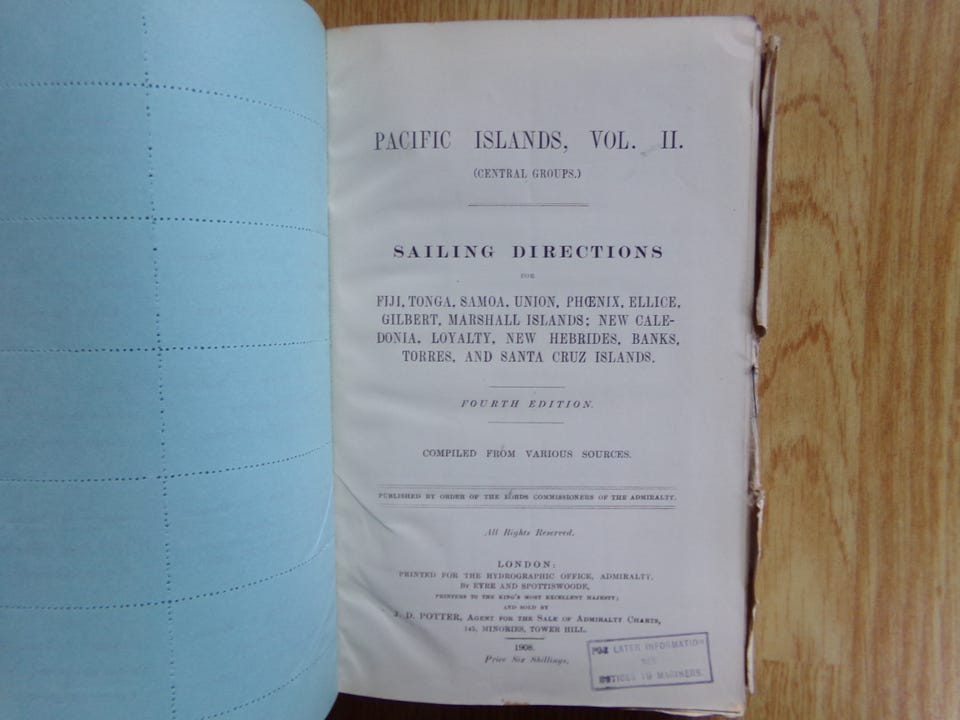 PACIFIC ISLANDS, VOL. II.
(CENTRAL GROUPS.)
SAILING DIRECTIONS
FOR
FIJI, TONGA, SAMOA, UNION, PHŒNIX, ELLICE,
GILBERT, MARSHALL ISLANDS; NEW CALE-
DONIA, LOYALTY, NEW HEBRIDES, BANKS,
TORRES, AND SANTA CRUZ ISLANDS.
FOURTH EDITION.
COMPILED FROM VARIOUS SOURCES.
PUBLISHED BY ORDER OF THE LORDS COMMISSIONERS OF THE ADMIRALTY.
All Rights Reserved.
LONDON:
PRINTED FOR THE HYDROGRAPHIC OFFICE, ADMIRALTY,
BY EYRE AND SPOTTISWOODE,
PRINTERS TO THE KING'S MOST EXCELLENT MAJESTY;
AND SOLD BY
J. D. POTTER, AGENT FOR THE SALE OF ADMIRALTY CHARTS,
145, MINORIES, TOWER HILL.
1908.
Price Six Shillings.
FOR LATER INFORMATION
SEE
NOTICES TO MARINERS.